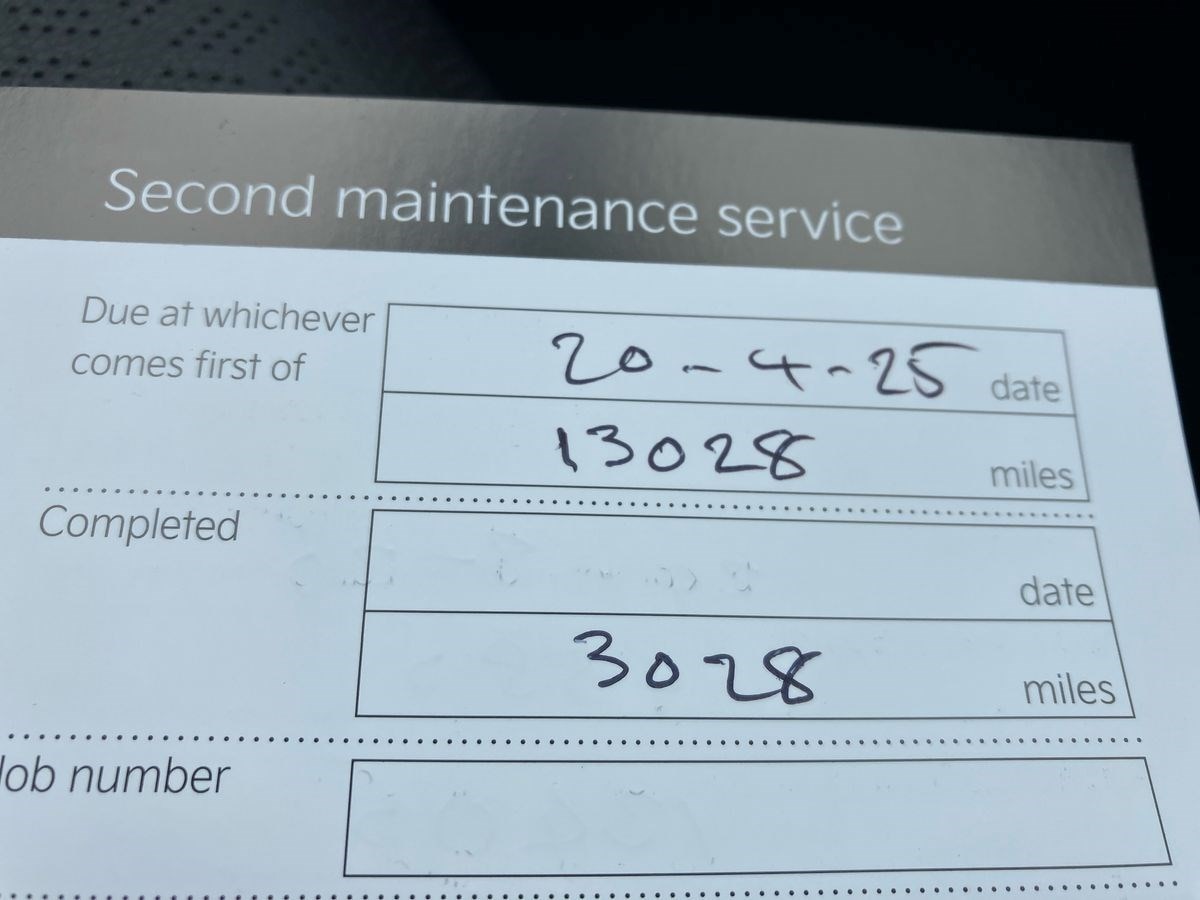 Second maintenance service
Due at whichever
comes first of
20-4-25 date
13028 miles
Completed
date
3028 miles
Job number